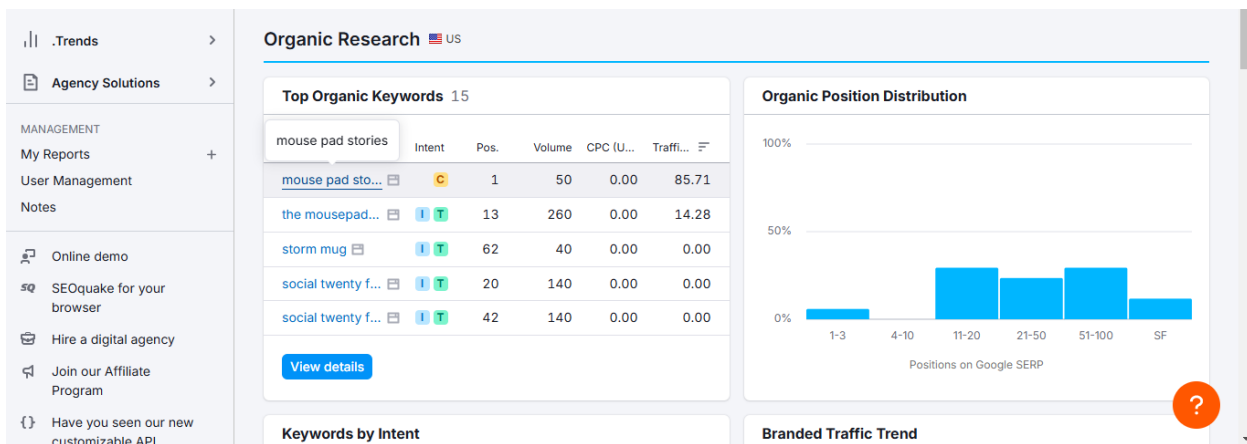 .Trends
Agency Solutions
MANAGEMENT
My Reports
User Management
Notes
Online demo
SEOquake for your
browser
Hire a digital agency
Join our Affiliate
Program
Have you seen our new
customizable API
Organic Research US
Top Organic Keywords 15
mouse pad stories
Intent Pos. Volume CPC (U... Traffi...
mouse pad sto... C 1 50 0.00 85.71
the mousepad... I T 13 260 0.00 14.28
storm mug I T 62 40 0.00 0.00
social twenty f... I T 20 140 0.00 0.00
social twenty f... I T 42 140 0.00 0.00
View details
Keywords by Intent
Organic Position Distribution
100%
50%
0%
1-3 4-10 11-20 21-50 51-100 SF
Positions on Google SERP
Branded Traffic Trend
?